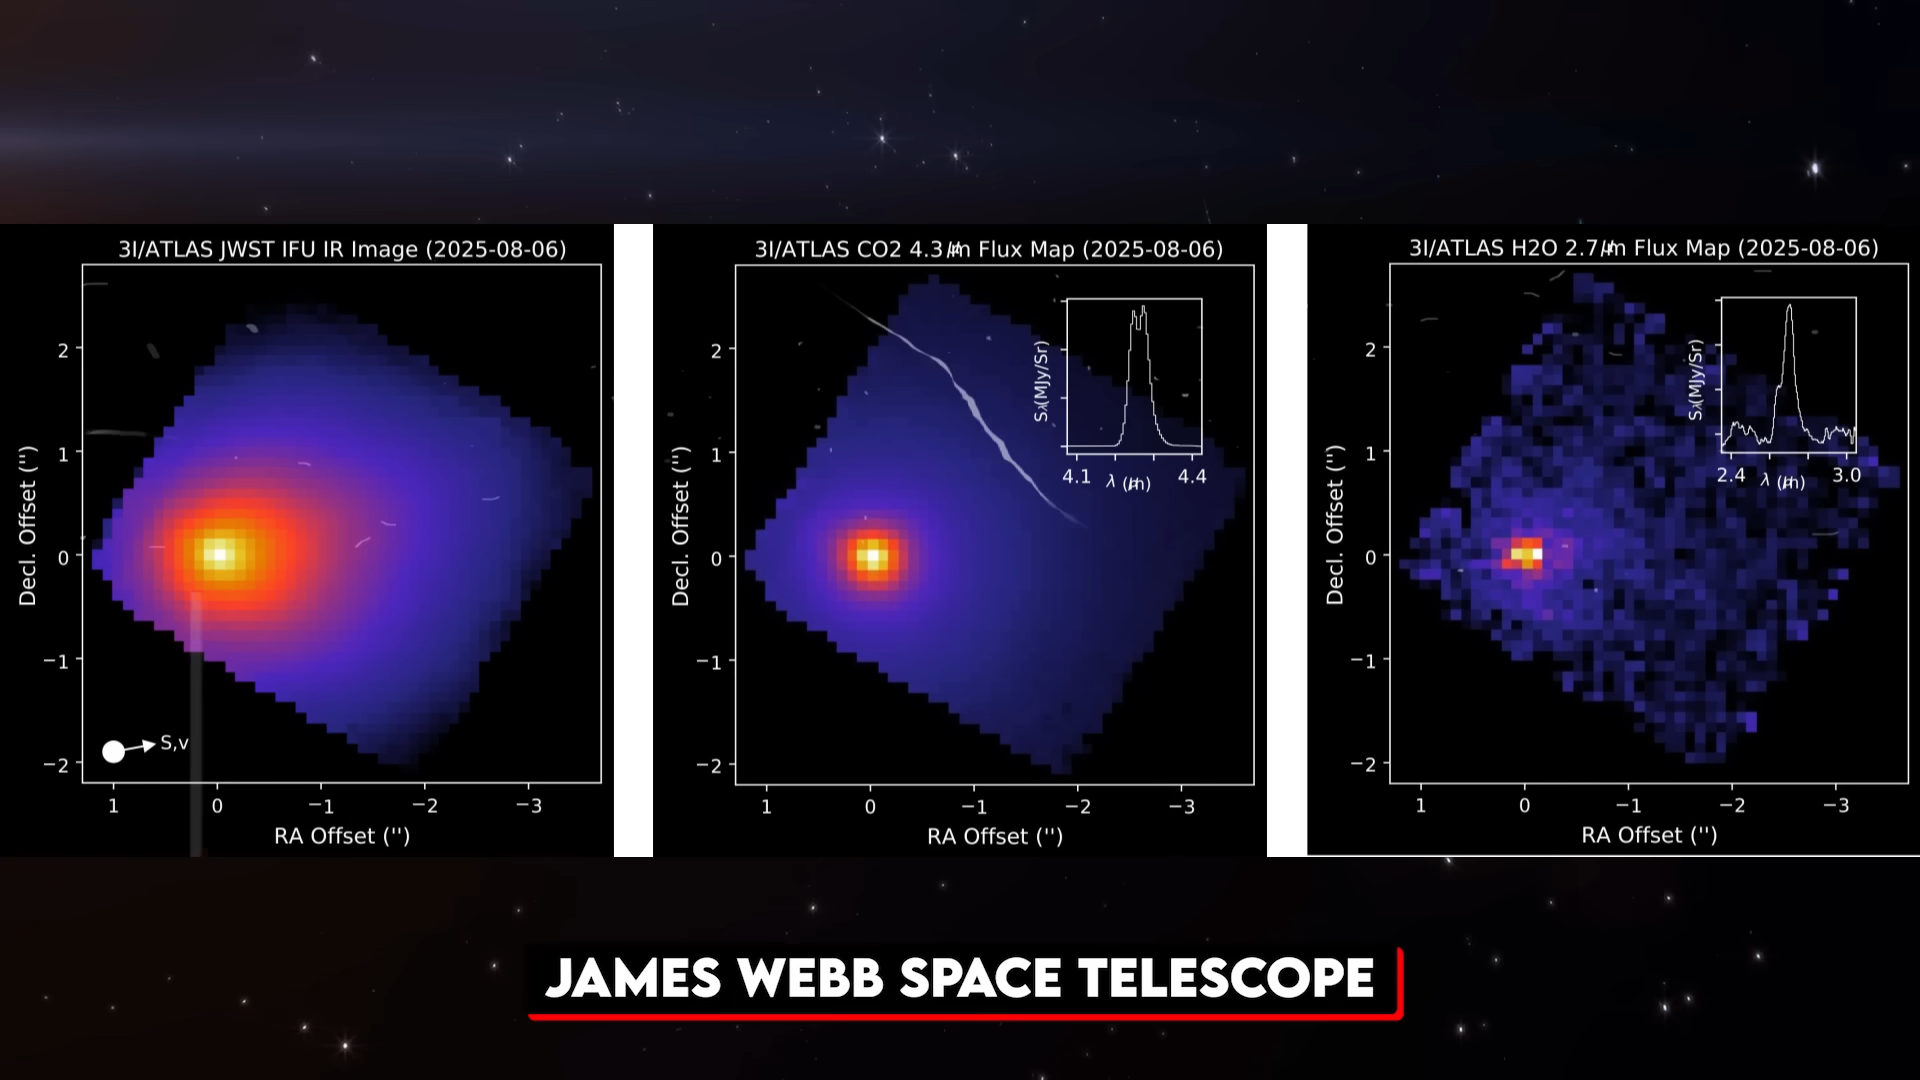 3I/ATLAS JWST IFU IR Image (2025-08-06)
Decl. Offset ('')
2
1
0
−1
−2
S,v
1
0
−1
−2
−3
RA Offset ('')
3I/ATLAS CO2 4.3 µm Flux Map (2025-08-06)
Decl. Offset ('')
2
1
0
−1
−2
Sλ(MJy/Sr)
4.1
λ (µm)
4.4
1
0
−1
−2
−3
RA Offset ('')
3I/ATLAS H2O 2.7 µm Flux Map (2025-08-06)
Decl. Offset ('')
2
1
0
−1
−2
Sλ(MJy/Sr)
2.4
λ (µm)
3.0
1
0
−1
−2
−3
RA Offset ('')
JAMES WEBB SPACE TELESCOPE